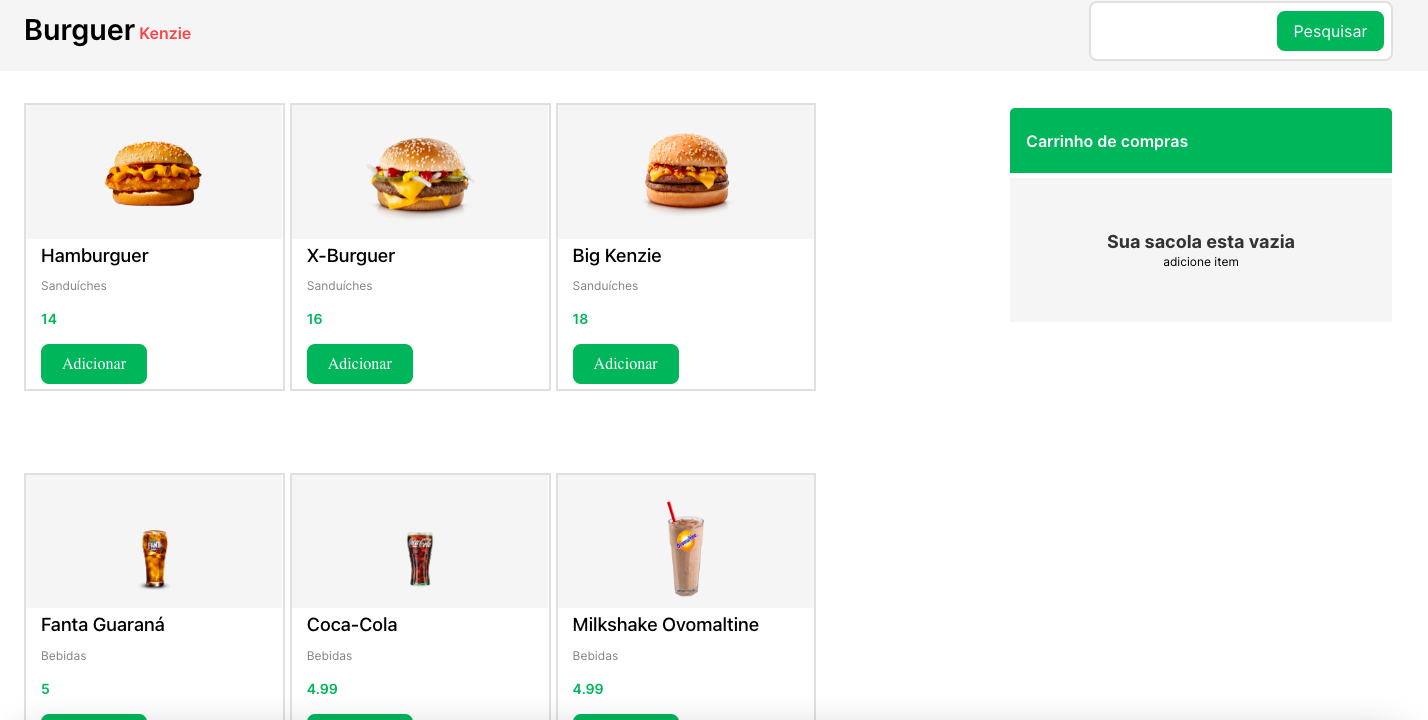 Burguer Kenzie
Pesquisar
Carrinho de compras
Sua sacola esta vazia
adicione item
Hamburguer
Sanduíches
14
Adicionar
X-Burguer
Sanduíches
16
Adicionar
Big Kenzie
Sanduíches
18
Adicionar
Fanta Guaraná
Bebidas
5
Coca-Cola
Bebidas
4.99
Milkshake Ovomaltine
Bebidas
4.99